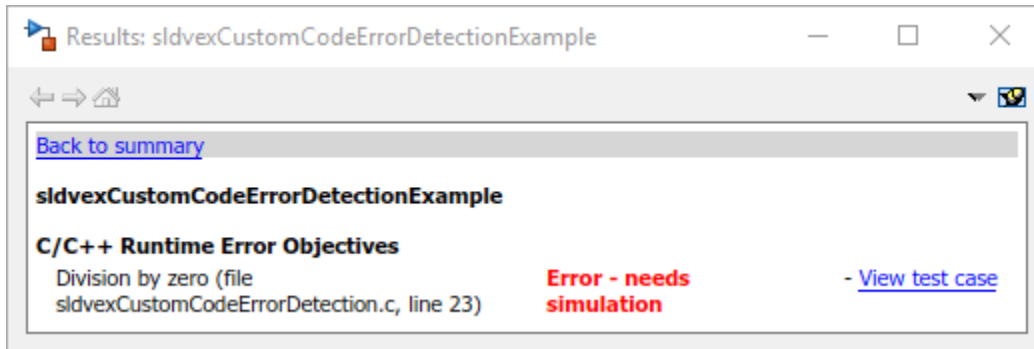 Results: sldvexCustomCodeErrorDetectionExample
Back to summary
sldvexCustomCodeErrorDetectionExample
C/C++ Runtime Error Objectives
Division by zero (file Error - needs - View test case
sldvexCustomCodeErrorDetection.c, line 23) simulation